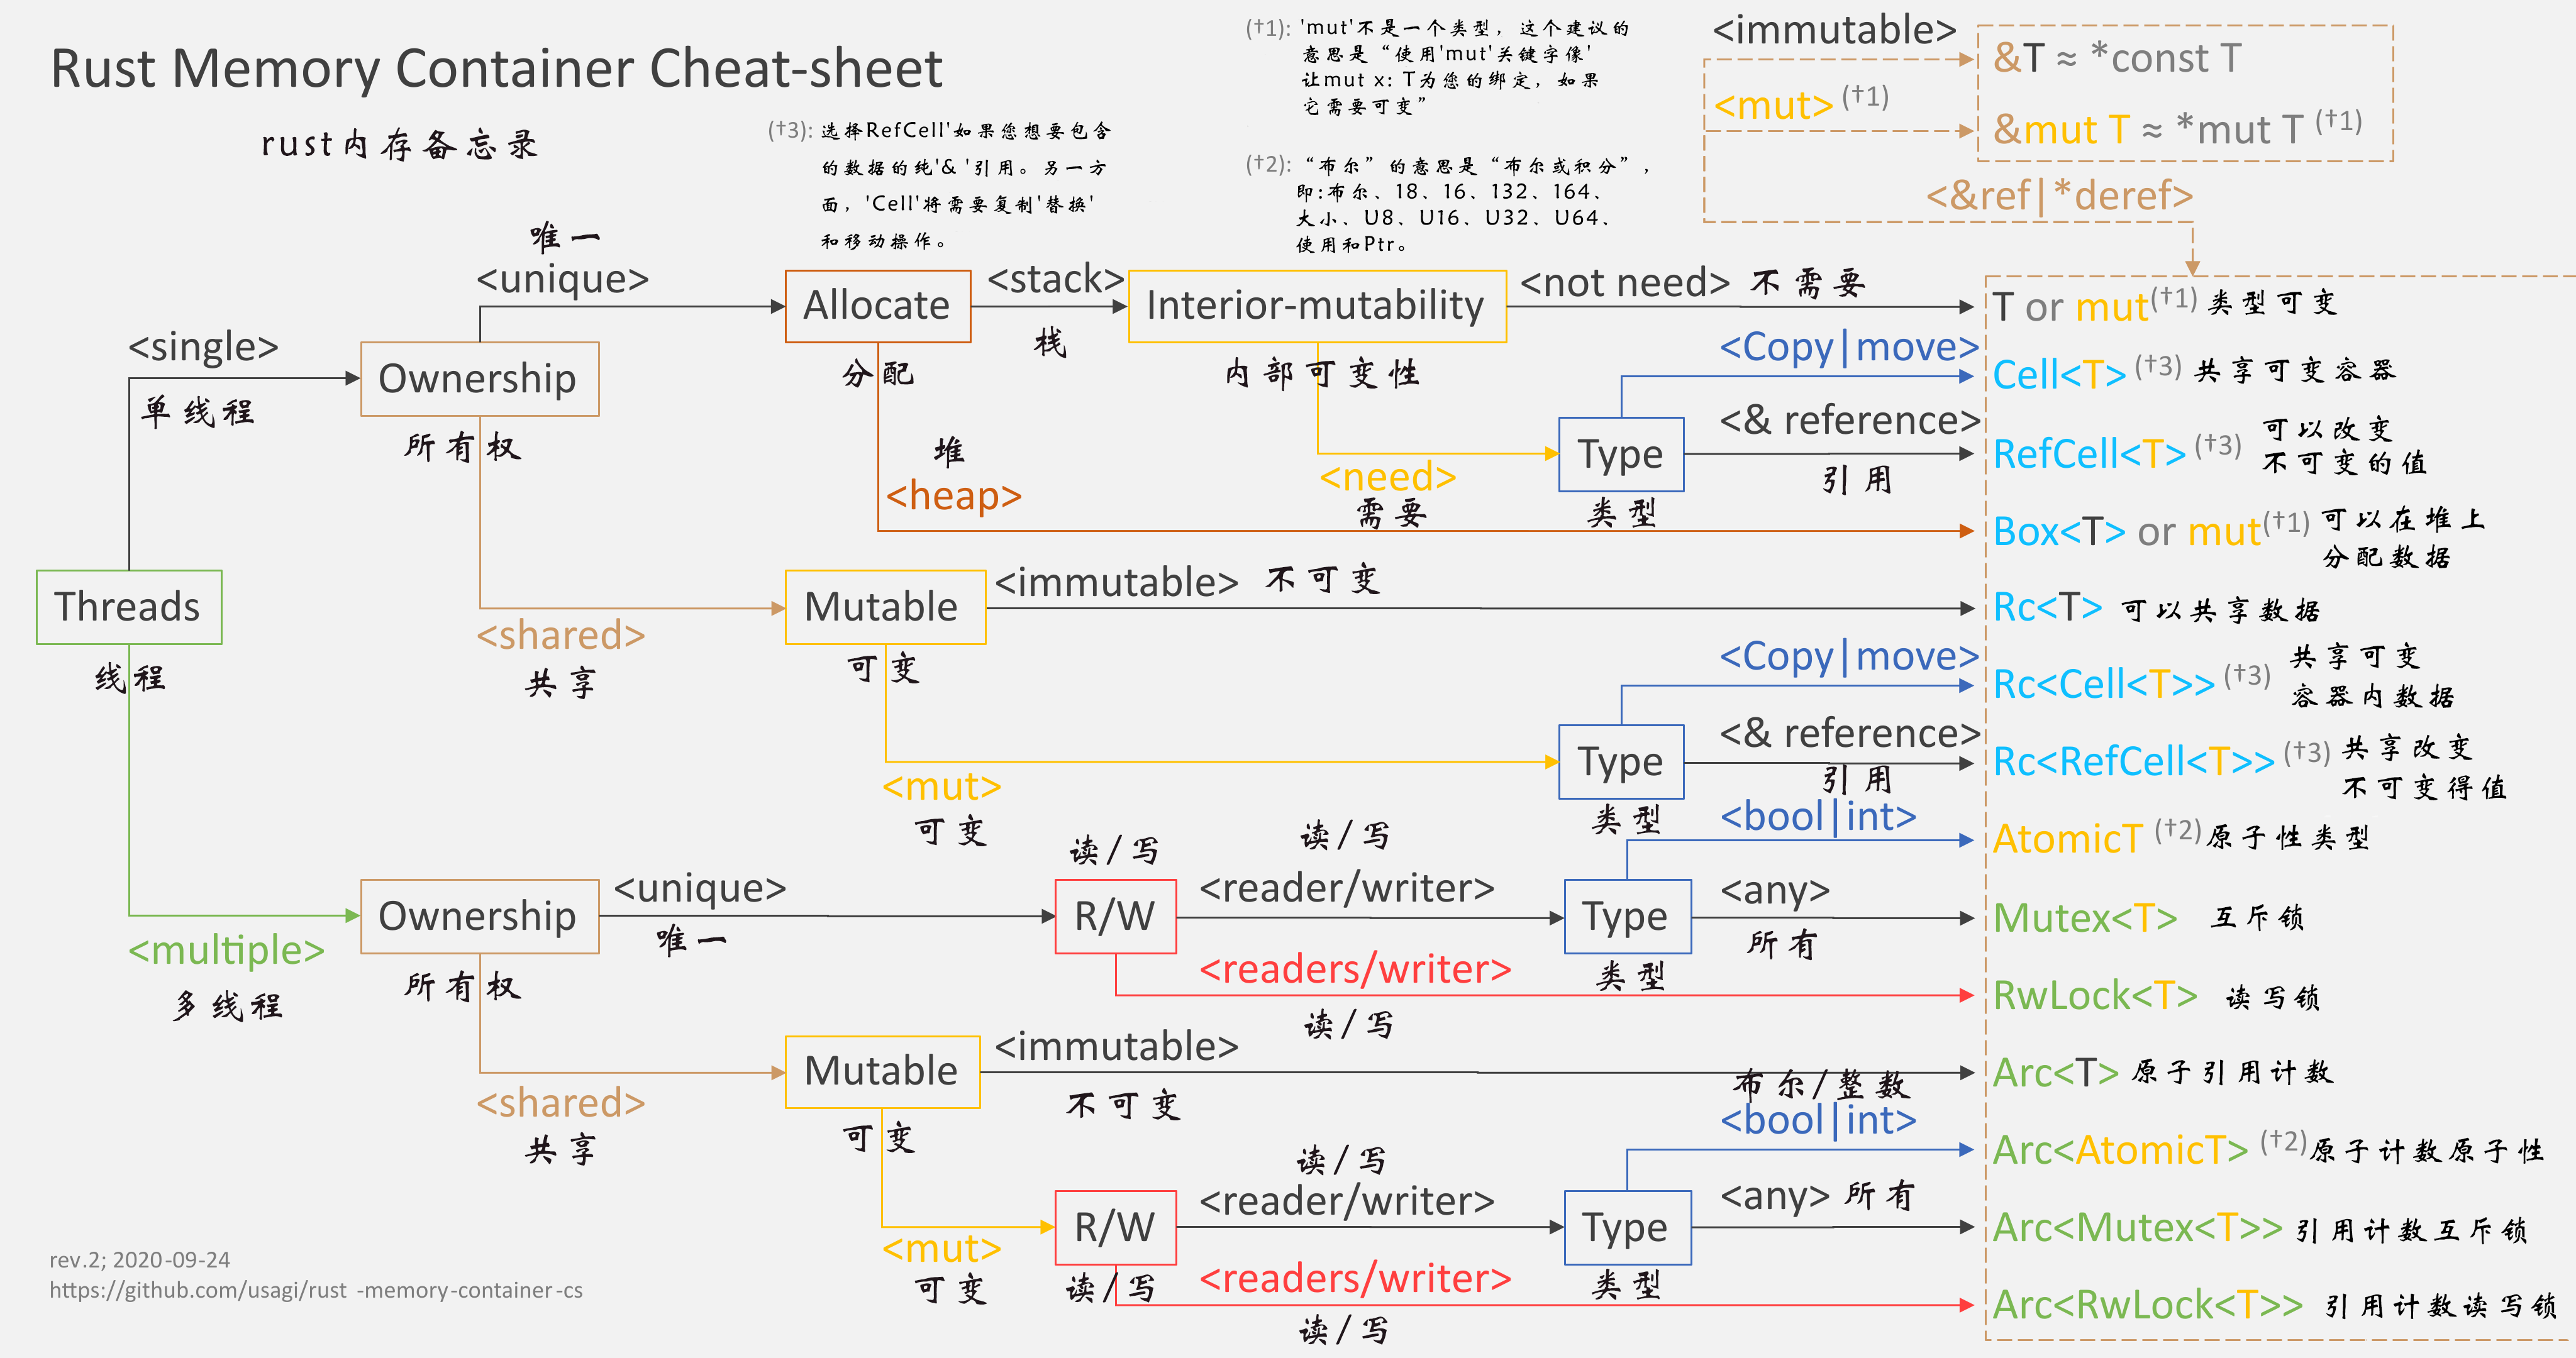 Rust Memory Container Cheat-sheet
rust内存备忘录
(†3): 选择RefCell'如果您想要包含
的数据的纯'& '引用。另一方
面，'Cell'将需要复制'替换'
和移动操作。
(†1): 'mut'不是一个类型，这个建议的
意思是“使用'mut'关键字像'
让mut x: T为您的绑定，如果
它需要可变”
(†2): “布尔”的意思是“布尔或积分”，
即:布尔、18、16、132、164、
大小、U8、U16、U32、U64、
使用和Ptr。
<immutable>
&T ≈ *const T
<mut> (†1)
&mut T ≈ *mut T (†1)
<&ref|*deref>
Threads
线程
<single>
单线程
Ownership
所有权
唯一
<unique>
Allocate
分配
<stack>
栈
Interior-mutability
内部可变性
<not need> 不需要
T or mut(†1) 类型可变
<need>
需要
Type
类型
<Copy|move>
Cell<T> (†3) 共享可变容器
<& reference>
引用
RefCell<T> (†3) 可以改变
不可变的值
堆
<heap>
Box<T> or mut(†1) 可以在堆上
分配数据
<shared>
共享
Mutable
可变
<immutable> 不可变
Rc<T> 可以共享数据
<mut>
可变
Type
类型
<Copy|move>
Rc<Cell<T>> (†3) 共享可变
容器内数据
<& reference>
引用
Rc<RefCell<T>> (†3) 共享改变
不可变得值
<multiple>
多线程
Ownership
所有权
<unique>
唯一
读/写
R/W
读/写
<reader/writer>
Type
类型
<bool|int>
AtomicT (†2) 原子性类型
<any>
所有
Mutex<T> 互斥锁
<readers/writer>
读/写
RwLock<T> 读写锁
<shared>
共享
Mutable
可变
<immutable>
不可变
Arc<T> 原子引用计数
<mut>
可变
R/W
读/写
读/写
<reader/writer>
Type
类型
布尔/整数
<bool|int>
Arc<AtomicT> (†2) 原子计数原子性
<any> 所有
Arc<Mutex<T>> 引用计数互斥锁
<readers/writer>
读/写
Arc<RwLock<T>> 引用计数读写锁
rev.2; 2020-09-24
https://github.com/usagi/rust -memory-container-cs